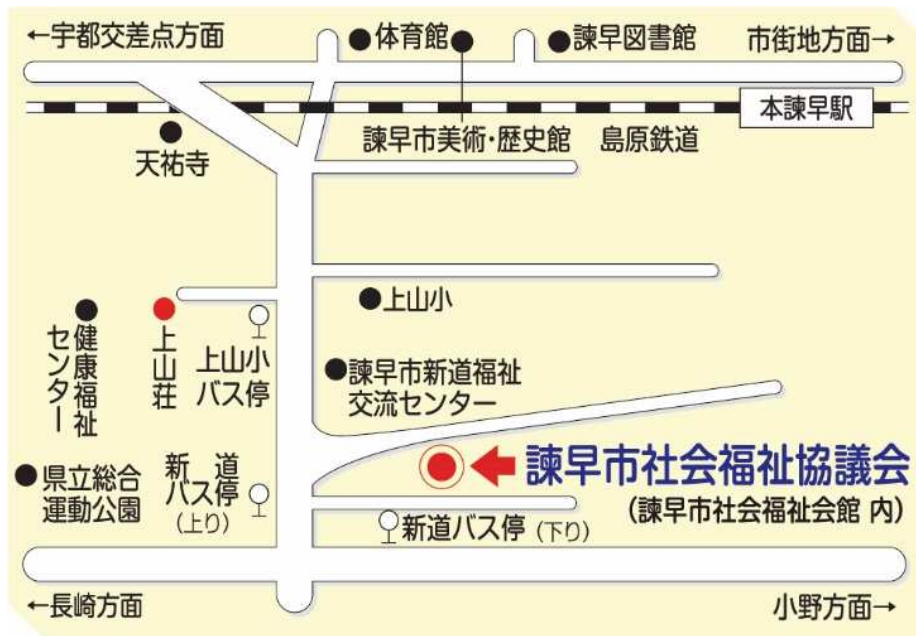 ←宇都交差点方面
体育館
諫早図書館
市街地方面→
本諫早駅
天祐寺
諫早市美術・歴史館
島原鉄道
上山小
健康福祉
センター
上山荘
上山小
バス停
諫早市新道福祉
交流センター
県立総合
運動公園
新道
バス停
(上り)
諫早市社会福祉協議会
(諫早市社会福祉会館 内)
新道バス停 (下り)
←長崎方面
小野方面→